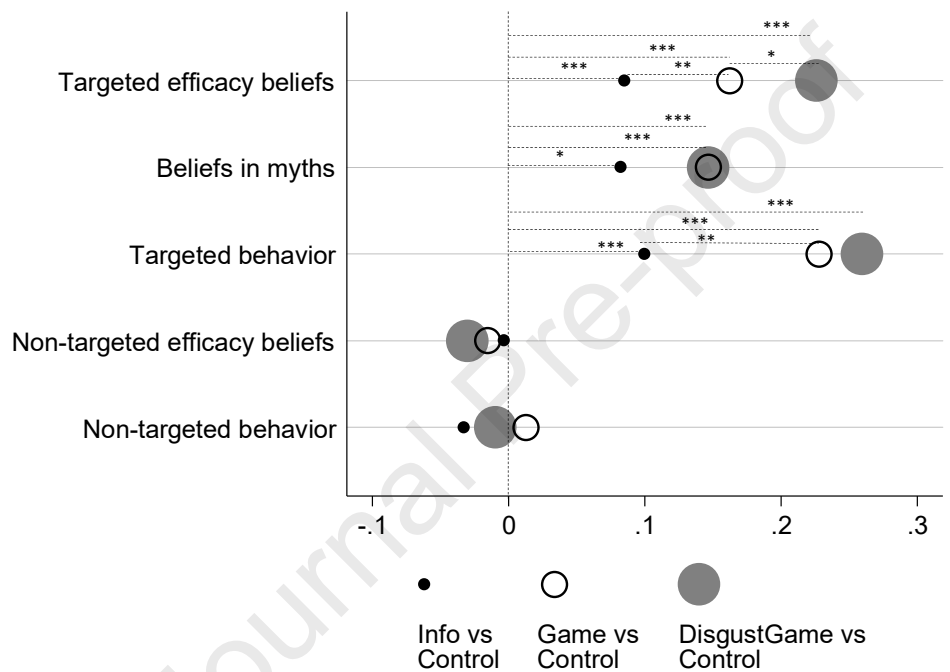 ***
*** *
*** **
Targeted efficacy beliefs
***
***
*
Beliefs in myths
***
***
**
***
Targeted behavior
Non-targeted efficacy beliefs
Non-targeted behavior
-.1 0 .1 .2 .3
Info vs Control
Game vs Control
DisgustGame vs Control
Journal Pre-proof